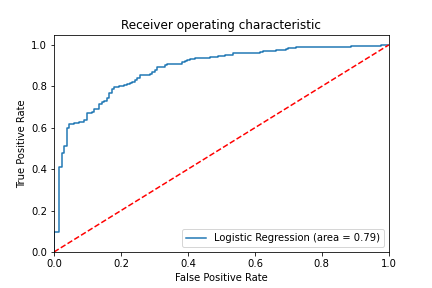 Receiver operating characteristic
1.0
0.8
0.6
0.4
0.2
0.0
True Positive Rate
Logistic Regression (area = 0.79)
0.0 0.2 0.4 0.6 0.8 1.0
False Positive Rate